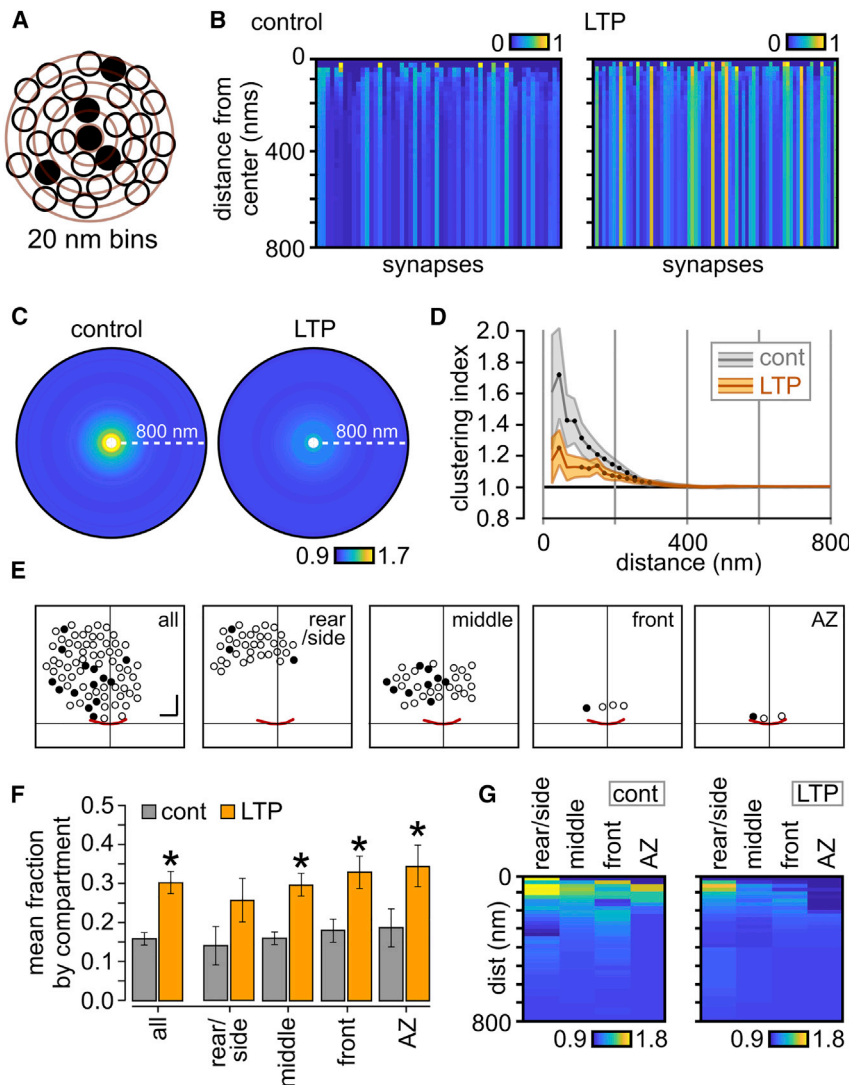 A
20 nm bins
B
control
0 1
LTP
0 1
distance from
center (nms)
0
400
800
synapses
synapses
C
control
LTP
800 nm
800 nm
0.9 1.7
D
clustering index
2.0
1.8
1.6
1.4
1.2
1.0
0.8
cont
LTP
0 200 400 600 800
distance (nm)
E
all
rear
/side
middle
front
AZ
F
mean fraction
by compartment
0.5
0.4
0.3
0.2
0.1
0.0
cont LTP
* * * *
all
rear/
side
middle
front
AZ
G
cont
LTP
rear/side
middle
front
AZ
rear/side
middle
front
AZ
dist (nm)
0
800
0.9 1.8
0.9 1.8